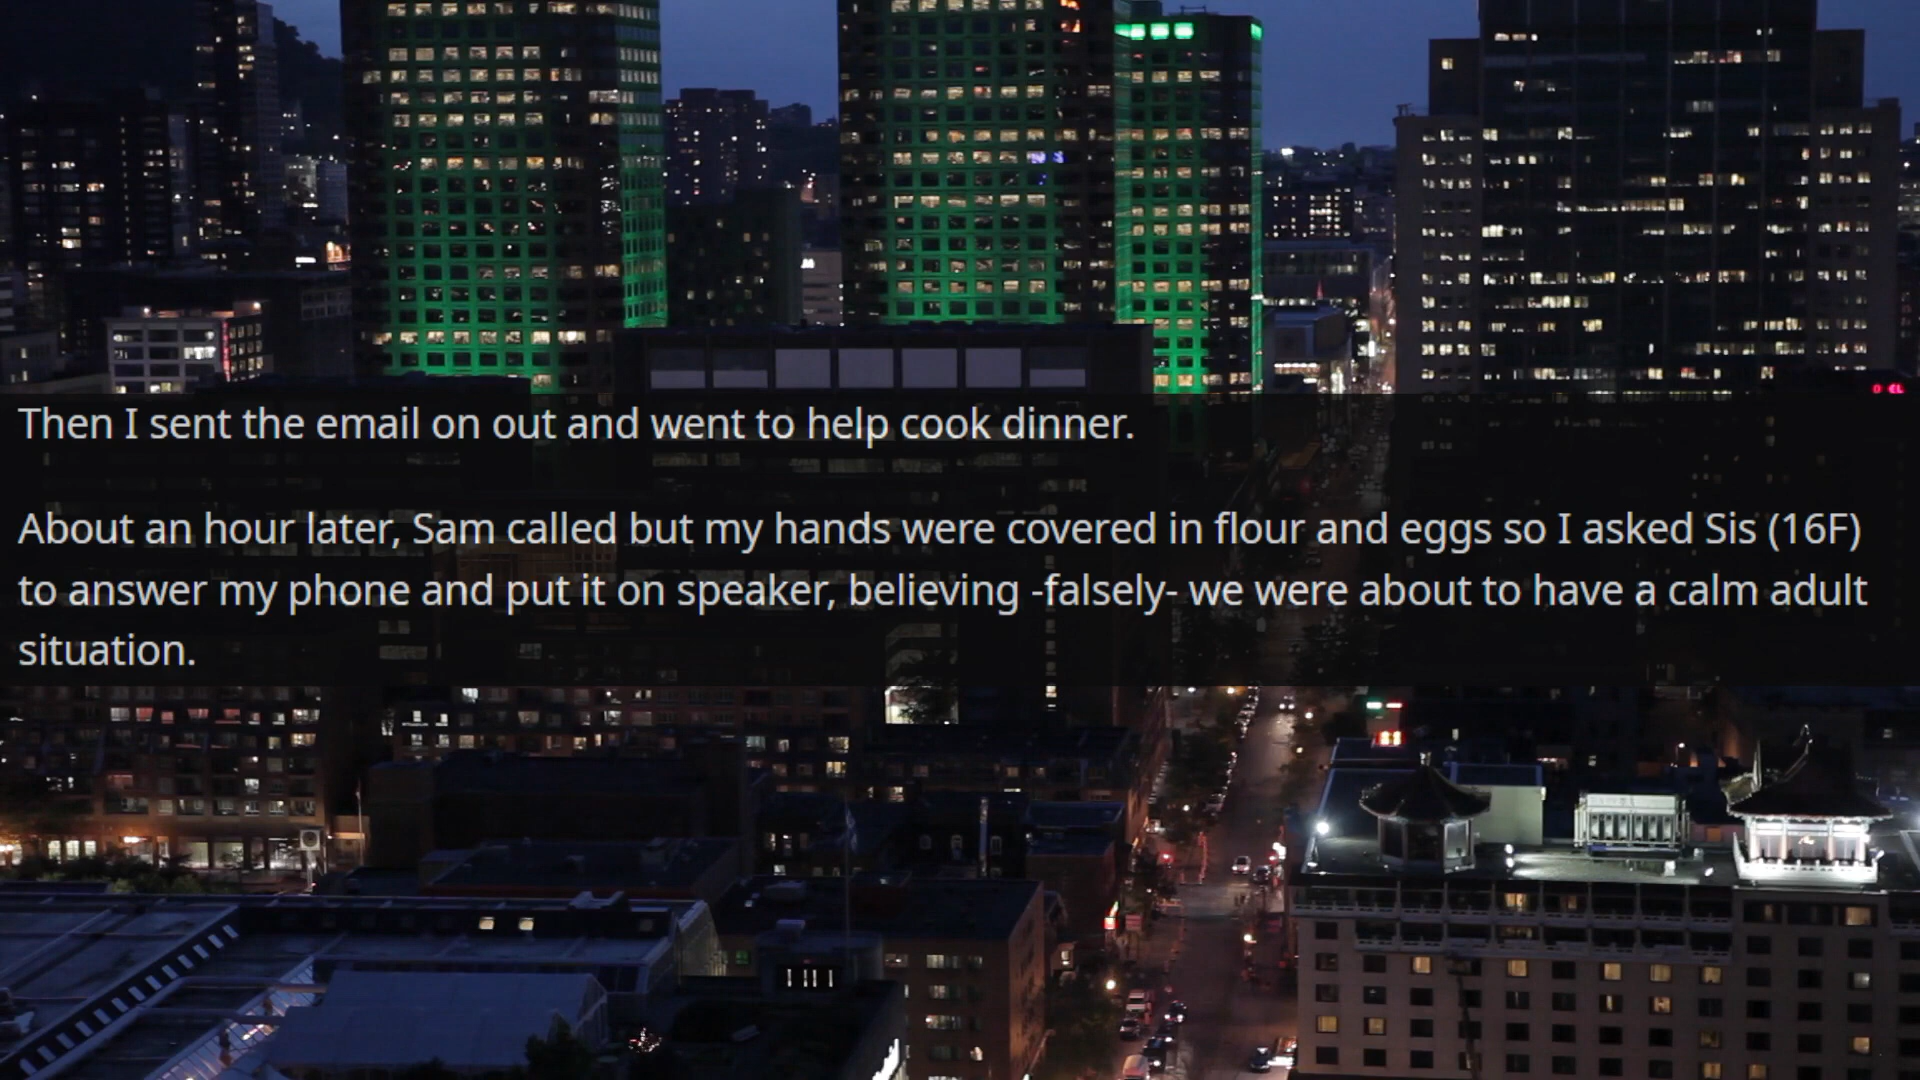 Then I sent the email on out and went to help cook dinner.
About an hour later, Sam called but my hands were covered in flour and eggs so I asked Sis (16F)
to answer my phone and put it on speaker, believing -falsely- we were about to have a calm adult
situation.